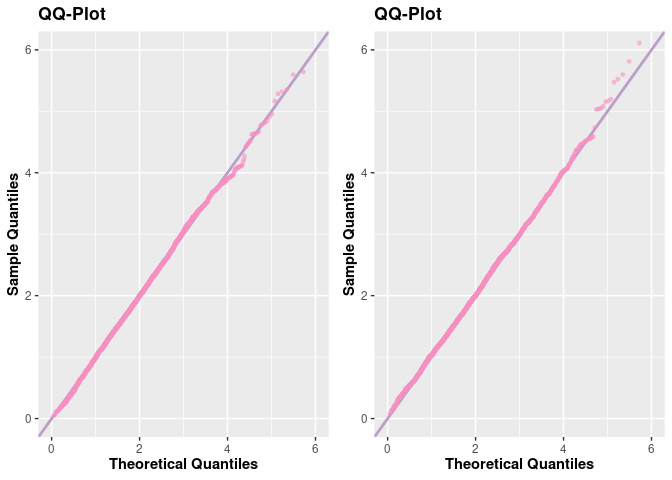 QQ-Plot
Sample Quantiles
6
4
2
0
0 2 4 6
Theoretical Quantiles
QQ-Plot
Sample Quantiles
6
4
2
0
0 2 4 6
Theoretical Quantiles